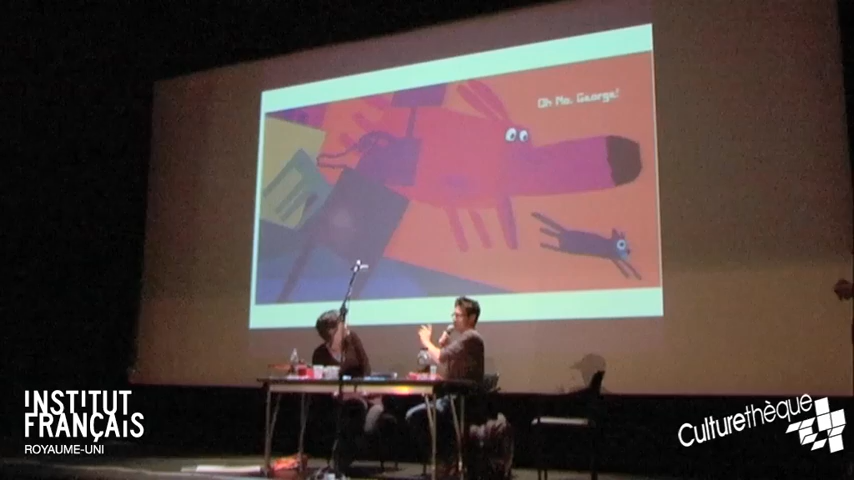 Oh No, George!
INSTITUT
FRANÇAIS
ROYAUME-UNI
Culturethèque